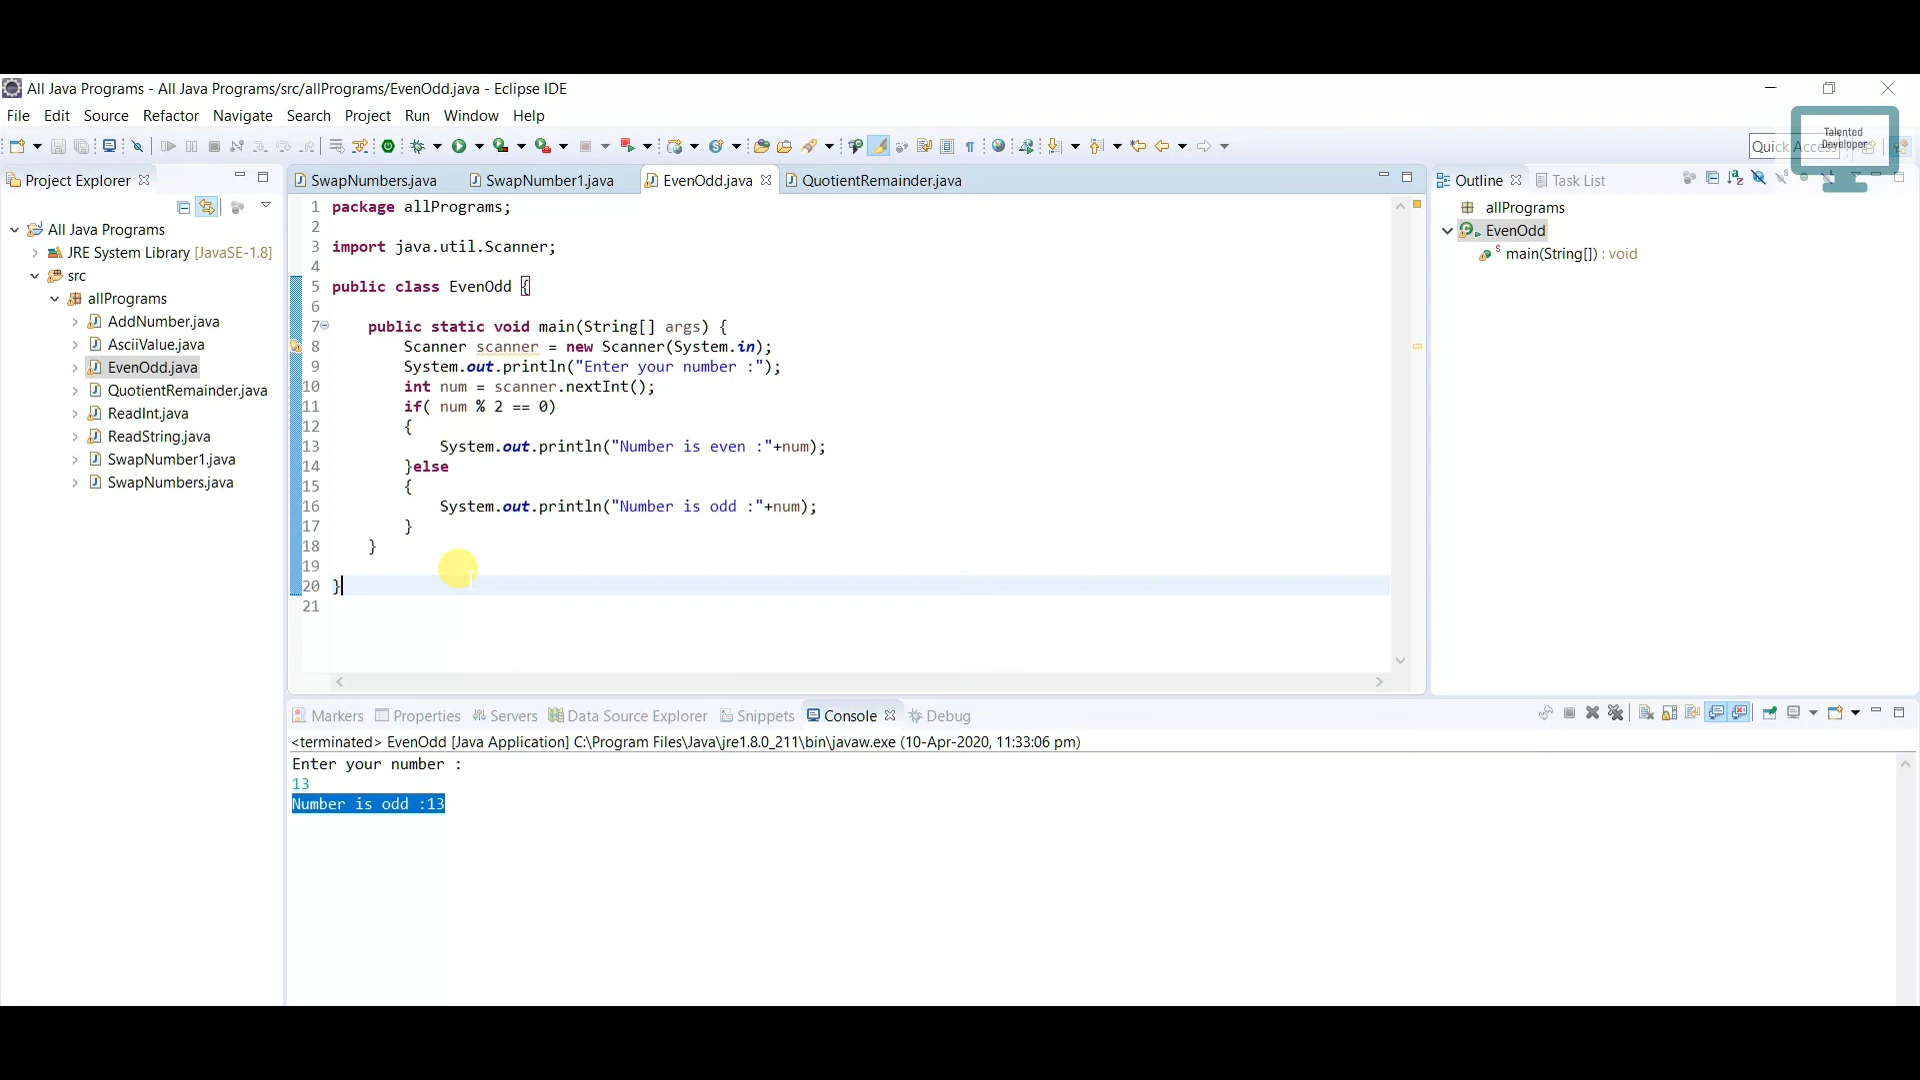 All Java Programs - All Java Programs/src/allPrograms/EvenOdd.java - Eclipse IDE
File Edit Source Refactor Navigate Search Project Run Window Help
Quick Access
Talented
Developer
Project Explorer
All Java Programs
JRE System Library [JavaSE-1.8]
src
allPrograms
AddNumber.java
AsciiValue.java
EvenOdd.java
QuotientRemainder.java
ReadInt.java
ReadString.java
SwapNumber1.java
SwapNumbers.java
SwapNumbers.java SwapNumber1.java EvenOdd.java QuotientRemainder.java
1 package allPrograms;
2
3 import java.util.Scanner;
4
5 public class EvenOdd {
6
7 public static void main(String[] args) {
8 Scanner scanner = new Scanner(System.in);
9 System.out.println("Enter your number :");
10 int num = scanner.nextInt();
11 if( num % 2 == 0)
12 {
13 System.out.println("Number is even :"+num);
14 }else
15 {
16 System.out.println("Number is odd :"+num);
17 }
18 }
19
20 }
21
Outline Task List
allPrograms
EvenOdd
main(String[]) : void
Markers Properties Servers Data Source Explorer Snippets Console Debug
<terminated> EvenOdd [Java Application] C:\Program Files\Java\jre1.8.0_211\bin\javaw.exe (10-Apr-2020, 11:33:06 pm)
Enter your number :
13
Number is odd :13